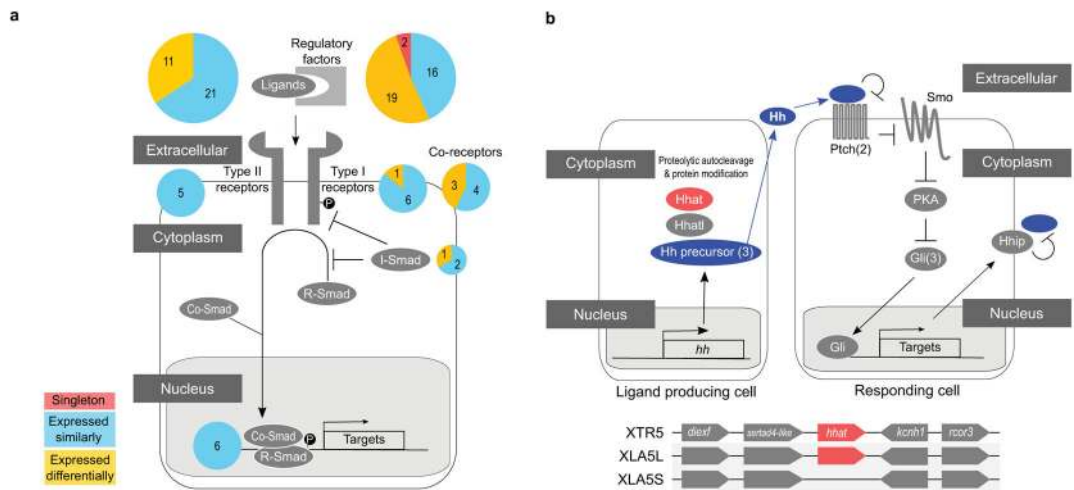 a
11
21
Ligands
Regulatory
factors
2
16
19
Extracellular
Type II
receptors
Type I
receptors
Co-receptors
5
1
6
3
4
P
Cytoplasm
I-Smad
1
2
R-Smad
Co-Smad
Nucleus
6
Co-Smad
P
R-Smad
Targets
Singleton
Expressed
similarly
Expressed
differentially
b
Extracellular
Hh
Smo
Ptch(2)
Cytoplasm
Proteolytic autocleavage
& protein modification
Hhat
Hhatl
Hh precursor (3)
Cytoplasm
PKA
Hhip
Gli(3)
Nucleus
hh
Nucleus
Gli
Targets
Ligand producing cell
Responding cell
XTR5
diexf
sertad4-like
hhat
kcnh1
rcor3
XLA5L
XLA5S